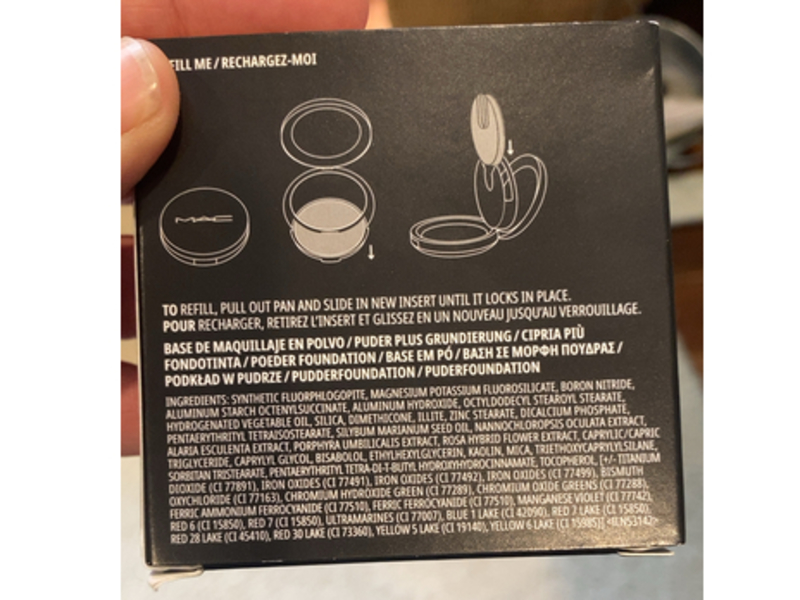 FILL ME / RECHARGEZ-MOI
MAC
TO REFILL, PULL OUT PAN AND SLIDE IN NEW INSERT UNTIL IT LOCKS IN PLACE.
POUR RECHARGER, RETIREZ L'INSERT ET GLISSEZ EN UN NOUVEAU JUSQU'AU VERROUILLAGE.
BASE DE MAQUILLAJE EN POLVO / PUDER PLUS GRUNDIERUNG / CIPRIA PIÙ
FONDOTINTA / POEDER FOUNDATION / BASE EM PÓ / ΒΑΣΗ ΣΕ ΜΟΡΦΗ ΠΟΥΔΡΑΣ /
PODKŁAD W PUDRZE / PUDDERFOUNDATION / PUDERFOUNDATION
INGREDIENTS: SYNTHETIC FLUORPHLOGOPITE, MAGNESIUM POTASSIUM FLUOROSILICATE, BORON NITRIDE,
ALUMINUM STARCH OCTENYLSUCCINATE, ALUMINUM HYDROXIDE, OCTYLDODECYL STEAROYL STEARATE,
HYDROGENATED VEGETABLE OIL, SILICA, DIMETHICONE, ILLITE, ZINC STEARATE, DICALCIUM PHOSPHATE,
PENTAERYTHRITYL TETRAISOSTEARATE, SILYBUM MARIANUM SEED OIL, NANNOCHLOROPSIS OCULATA EXTRACT,
ALARIA ESCULENTA EXTRACT, PORPHYRA UMBILICALIS EXTRACT, ROSA HYBRID FLOWER EXTRACT, CAPRYLIC/CAPRIC
TRIGLYCERIDE, CAPRYLYL GLYCOL, BISABOLOL, ETHYLHEXYLGLYCERIN, KAOLIN, MICA, TRIETHOXYCAPRYLYLSILANE,
SORBITAN TRISTEARATE, PENTAERYTHRITYL TETRA-DI-T-BUTYL HYDROXYHYDROCINNAMATE, TOCOPHEROL, [+/- TITANIUM
DIOXIDE (CI 77891), IRON OXIDES (CI 77491), IRON OXIDES (CI 77492), IRON OXIDES (CI 77499), BISMUTH
OXYCHLORIDE (CI 77163), CHROMIUM HYDROXIDE GREEN (CI 77289), CHROMIUM OXIDE GREENS (CI 77288),
FERRIC AMMONIUM FERROCYANIDE (CI 77510), FERRIC FERROCYANIDE (CI 77510), MANGANESE VIOLET (CI 77742),
RED 6 (CI 15850), RED 7 (CI 15850), ULTRAMARINES (CI 77007), BLUE 1 LAKE (CI 42090), RED 7 LAKE (CI 15850),
RED 28 LAKE (CI 45410), RED 30 LAKE (CI 73360), YELLOW 5 LAKE (CI 19140), YELLOW 6 LAKE (CI 15985)] <ILN53142>